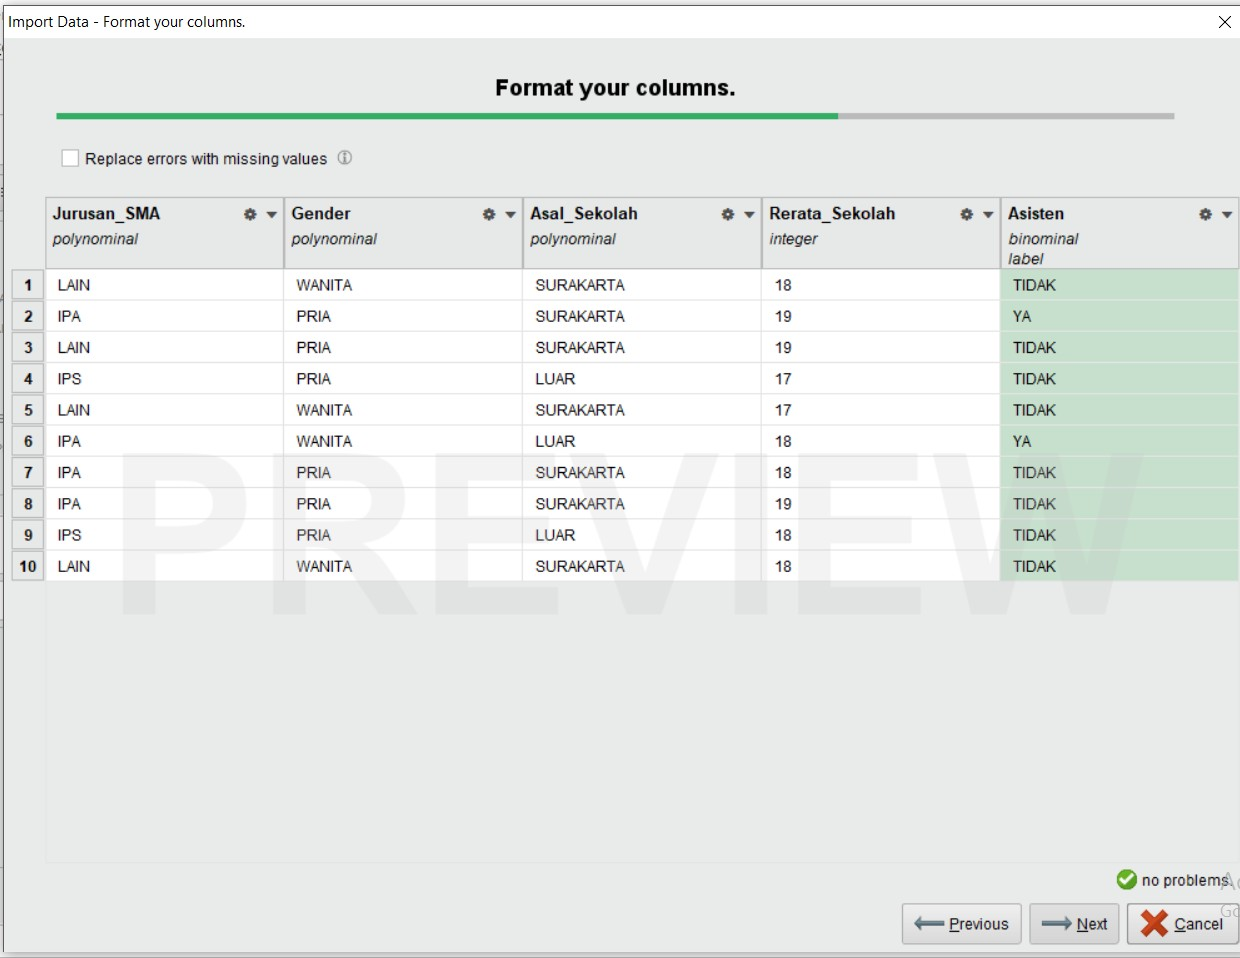 Import Data - Format your columns.
Format your columns.
Replace errors with missing values
Jurusan_SMA Gender Asal_Sekolah Rerata_Sekolah Asisten
polynominal polynominal polynominal integer binominal
label
1 LAIN WANITA SURAKARTA 18 TIDAK
2 IPA PRIA SURAKARTA 19 YA
3 LAIN PRIA SURAKARTA 19 TIDAK
4 IPS PRIA LUAR 17 TIDAK
5 LAIN WANITA SURAKARTA 17 TIDAK
6 IPA WANITA LUAR 18 YA
7 IPA PRIA SURAKARTA 18 TIDAK
8 IPA PRIA SURAKARTA 19 TIDAK
9 IPS PRIA LUAR 18 TIDAK
10 LAIN WANITA SURAKARTA 18 TIDAK
PREVIEW
no problems.
Previous Next Cancel